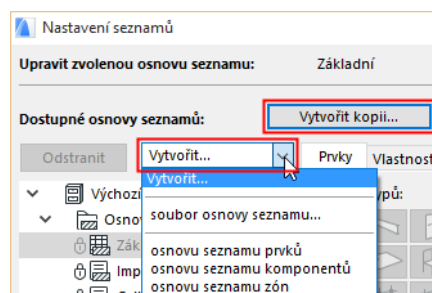 Nastavení seznamů
Upravit zvolenou osnovu seznamu: Základní
Dostupné osnovy seznamů: Vytvořit kopii...
Odstranit Vytvořit... Prvky
Vytvořit...
soubor osnovy seznamu...
osnovu seznamu prvků
osnovu seznamu komponentů
osnovu seznamu zón